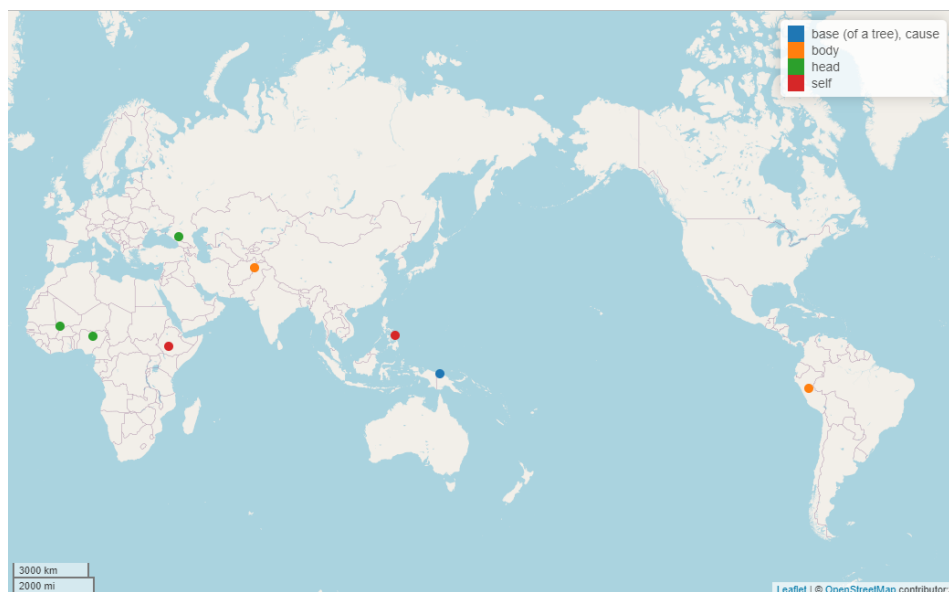 base (of a tree), cause
body
head
self
3000 km
2000 mi
Leaflet | © OpenStreetMap contributor